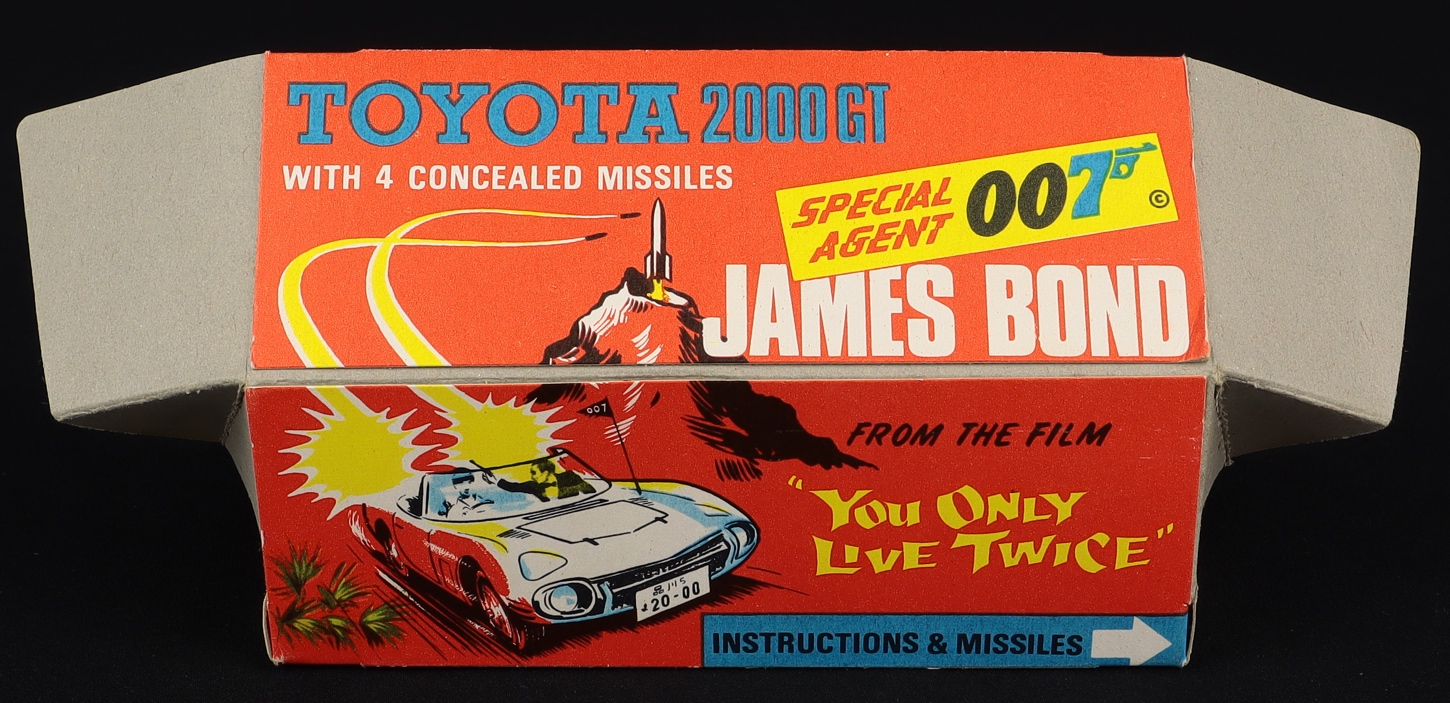 TOYOTA 2000 GT
WITH 4 CONCEALED MISSILES
SPECIAL
AGENT
007
©
JAMES BOND
007
FROM THE FILM
"YOU ONLY
LIVE TWICE"
20-00
INSTRUCTIONS & MISSILES